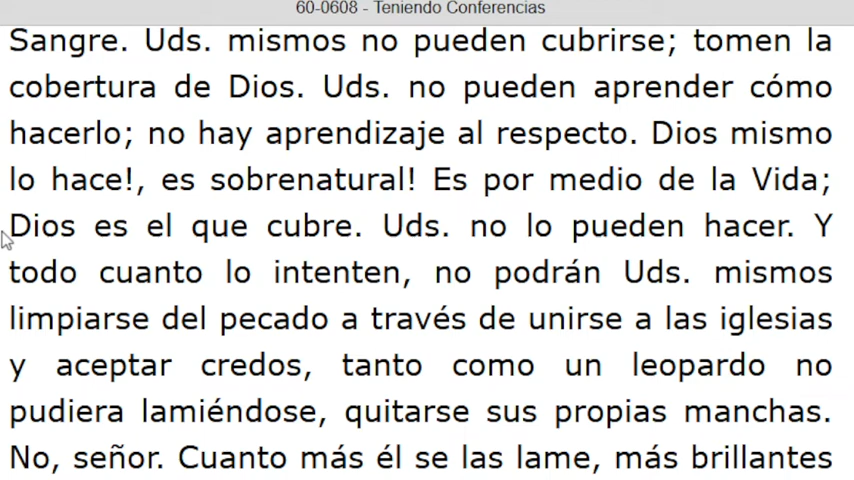 60-0608 - Teniendo Conferencias
Sangre. Uds. mismos no pueden cubrirse; tomen la
cobertura de Dios. Uds. no pueden aprender cómo
hacerlo; no hay aprendizaje al respecto. Dios mismo
lo hace!, es sobrenatural! Es por medio de la Vida;
Dios es el que cubre. Uds. no lo pueden hacer. Y
todo cuanto lo intenten, no podrán Uds. mismos
limpiarse del pecado a través de unirse a las iglesias
y aceptar credos, tanto como un leopardo no
pudiera lamiéndose, quitarse sus propias manchas.
No, señor. Cuanto más él se las lame, más brillantes